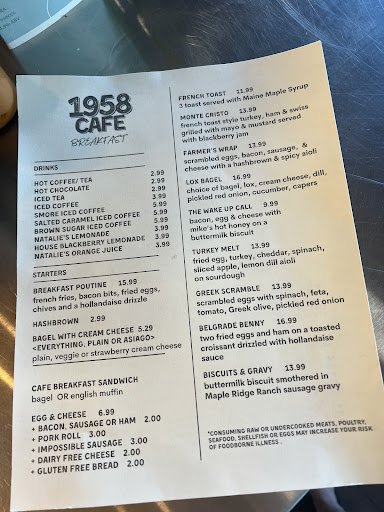 1958
CAFE
BREAKFAST
DRINKS
HOT COFFEE/ TEA 2.99
HOT CHOCOLATE 2.99
ICED TEA 2.99
ICED COFFEE 3.99
SMORE ICED COFFEE 5.99
SALTED CARAMEL ICED COFFEE 5.99
BROWN SUGAR ICED COFFEE 5.99
NATALIE'S LEMONADE 3.99
HOUSE BLACKBERRY LEMONADE 3.99
NATALIE'S ORANGE JUICE 3.99
STARTERS
BREAKFAST POUTINE 15.99
french fries, bacon bits, fried eggs,
chives and a hollandaise drizzle
HASHBROWN 2.99
BAGEL WITH CREAM CHEESE 5.29
<EVERYTHING, PLAIN OR ASIAGO>
plain, veggie or strawberry cream cheese
CAFE BREAKFAST SANDWICH
bagel OR english muffin
EGG & CHEESE 6.99
+ BACON, SAUSAGE OR HAM 2.00
+ PORK ROLL 3.00
+ IMPOSSIBLE SAUSAGE 3.00
+ DAIRY FREE CHEESE 2.00
+ GLUTEN FREE BREAD 2.00
FRENCH TOAST 11.99
3 toast served with Maine Maple Syrup
MONTE CRISTO 13.99
french toast style turkey, ham & swiss
grilled with mayo & mustard served
with blackberry jam
FARMER'S WRAP 13.99
scrambled eggs, bacon, sausage, &
cheese with a hashbrown & spicy aioli
LOX BAGEL 16.99
choice of bagel, lox, cream cheese, dill,
pickled red onion, cucumber, capers
THE WAKE UP CALL 9.99
bacon, egg & cheese with
mike's hot honey on a
buttermilk biscuit
TURKEY MELT 13.99
fried egg, turkey, cheddar, spinach,
sliced apple, lemon dill aioli
on sourdough
GREEK SCRAMBLE 13.99
scrambled eggs with spinach, feta,
tomato, Greek olive, pickled red onion
BELGRADE BENNY 16.99
two fried eggs and ham on a toasted
croissant drizzled with hollandaise
sauce
BISCUITS & GRAVY 13.99
buttermilk biscuit smothered in
Maple Ridge Ranch sausage gravy
*CONSUMING RAW OR UNDERCOOKED MEATS, POULTRY,
SEAFOOD, SHELLFISH OR EGGS MAY INCREASE YOUR RISK
OF FOODBORNE ILLNESS .